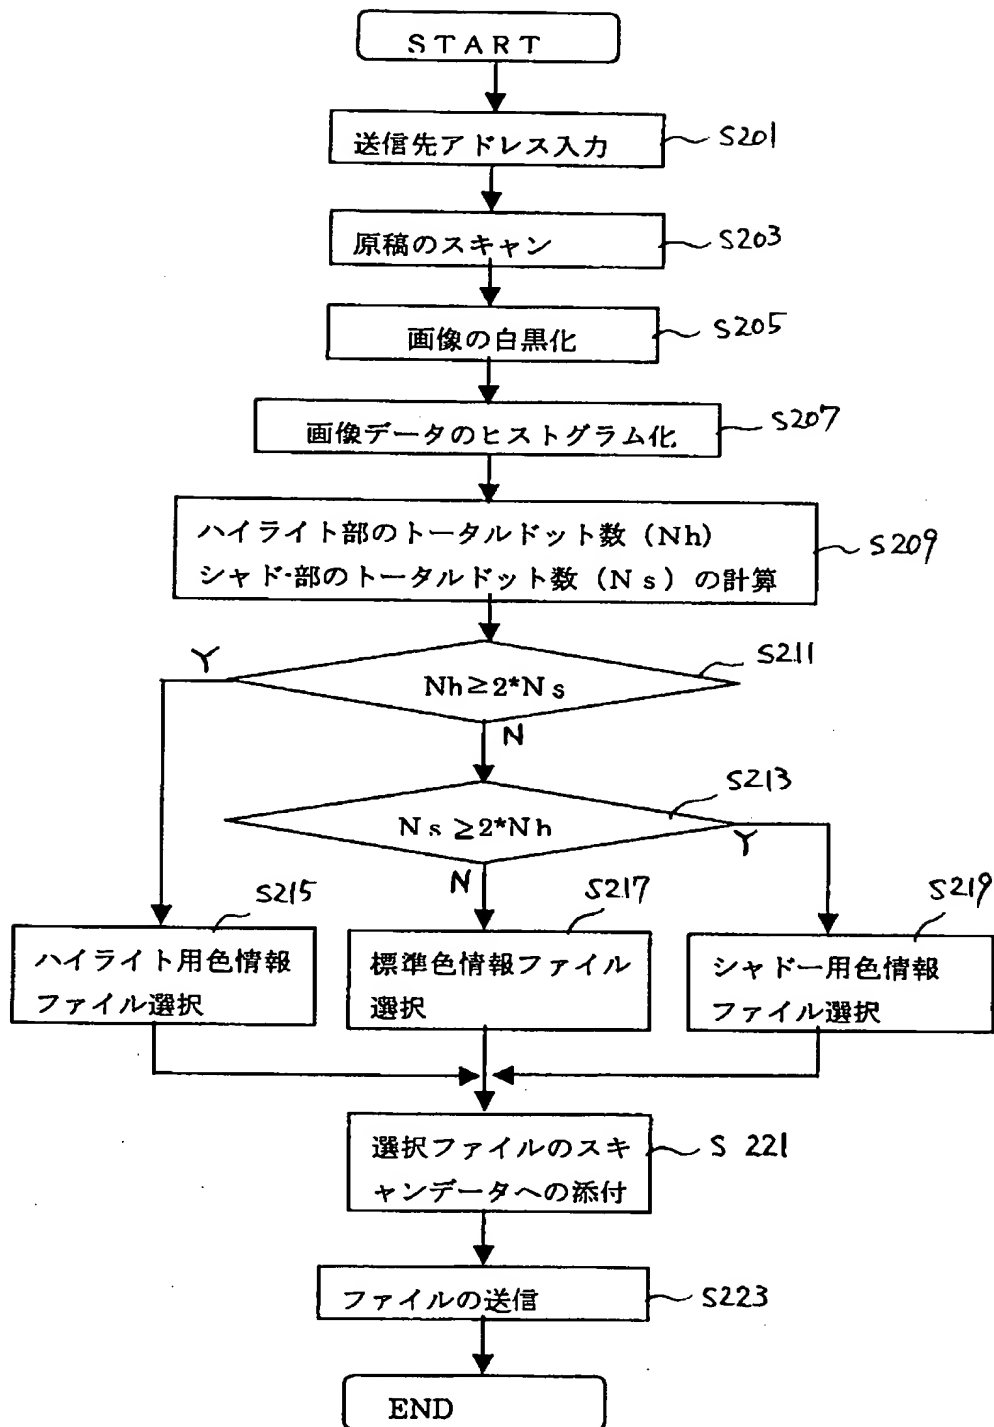 START
送信先アドレス入力
S201
原稿のスキャン
S203
画像の白黒化
S205
画像データのヒストグラム化
S207
ハイライト部のトータルドット数（Nh）
シャド-部のトータルドット数（Ns）の計算
S209
Y
Nh≧2*Ns
S211
N
Ns≧2*Nh
S213
Y
N
S215
S217
S219
ハイライト用色情報
ファイル選択
標準色情報ファイル
選択
シャドー用色情報
ファイル選択
選択ファイルのスキ
ャンデータへの添付
S 221
ファイルの送信
S223
END